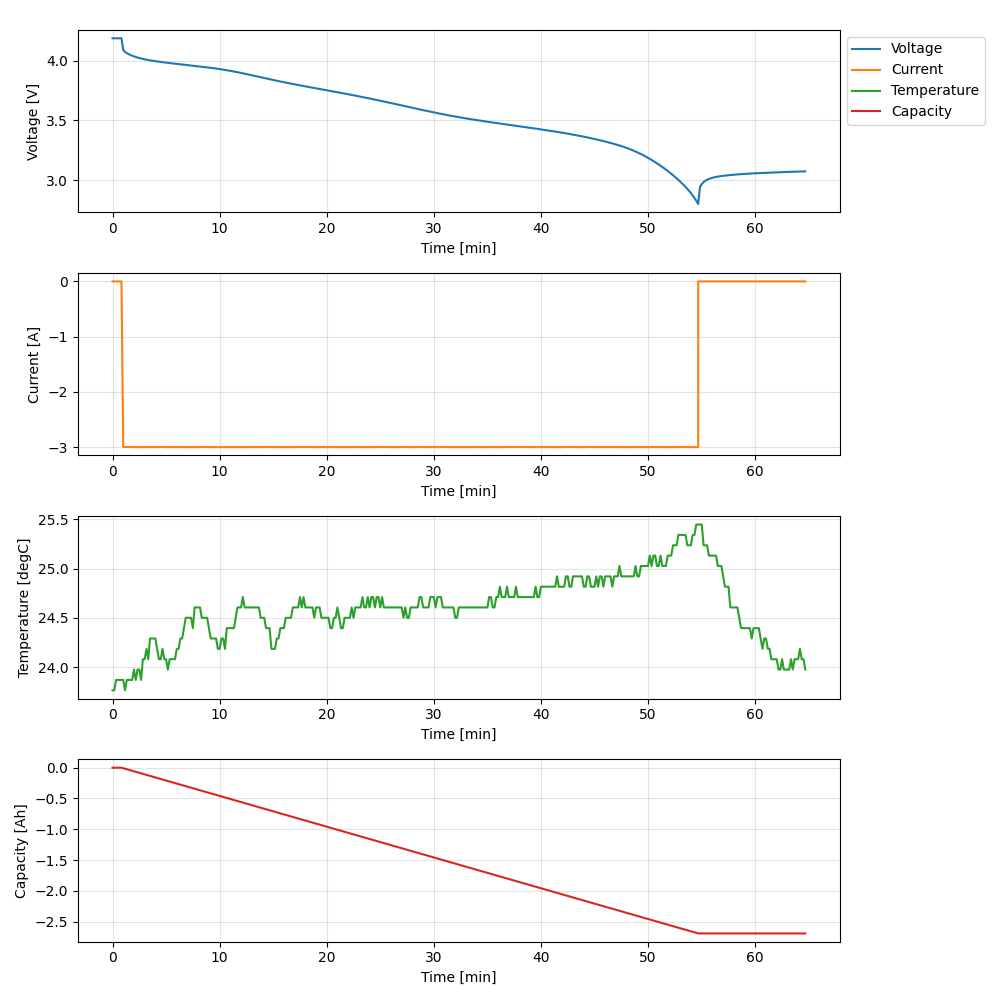 4.0
3.5
3.0
Voltage [V]
0 10 20 30 40 50 60
Time [min]
Voltage
Current
Temperature
Capacity
0
−1
−2
−3
Current [A]
0 10 20 30 40 50 60
Time [min]
25.5
25.0
24.5
24.0
Temperature [degC]
0 10 20 30 40 50 60
Time [min]
0.0
−0.5
−1.0
−1.5
−2.0
−2.5
Capacity [Ah]
0 10 20 30 40 50 60
Time [min]